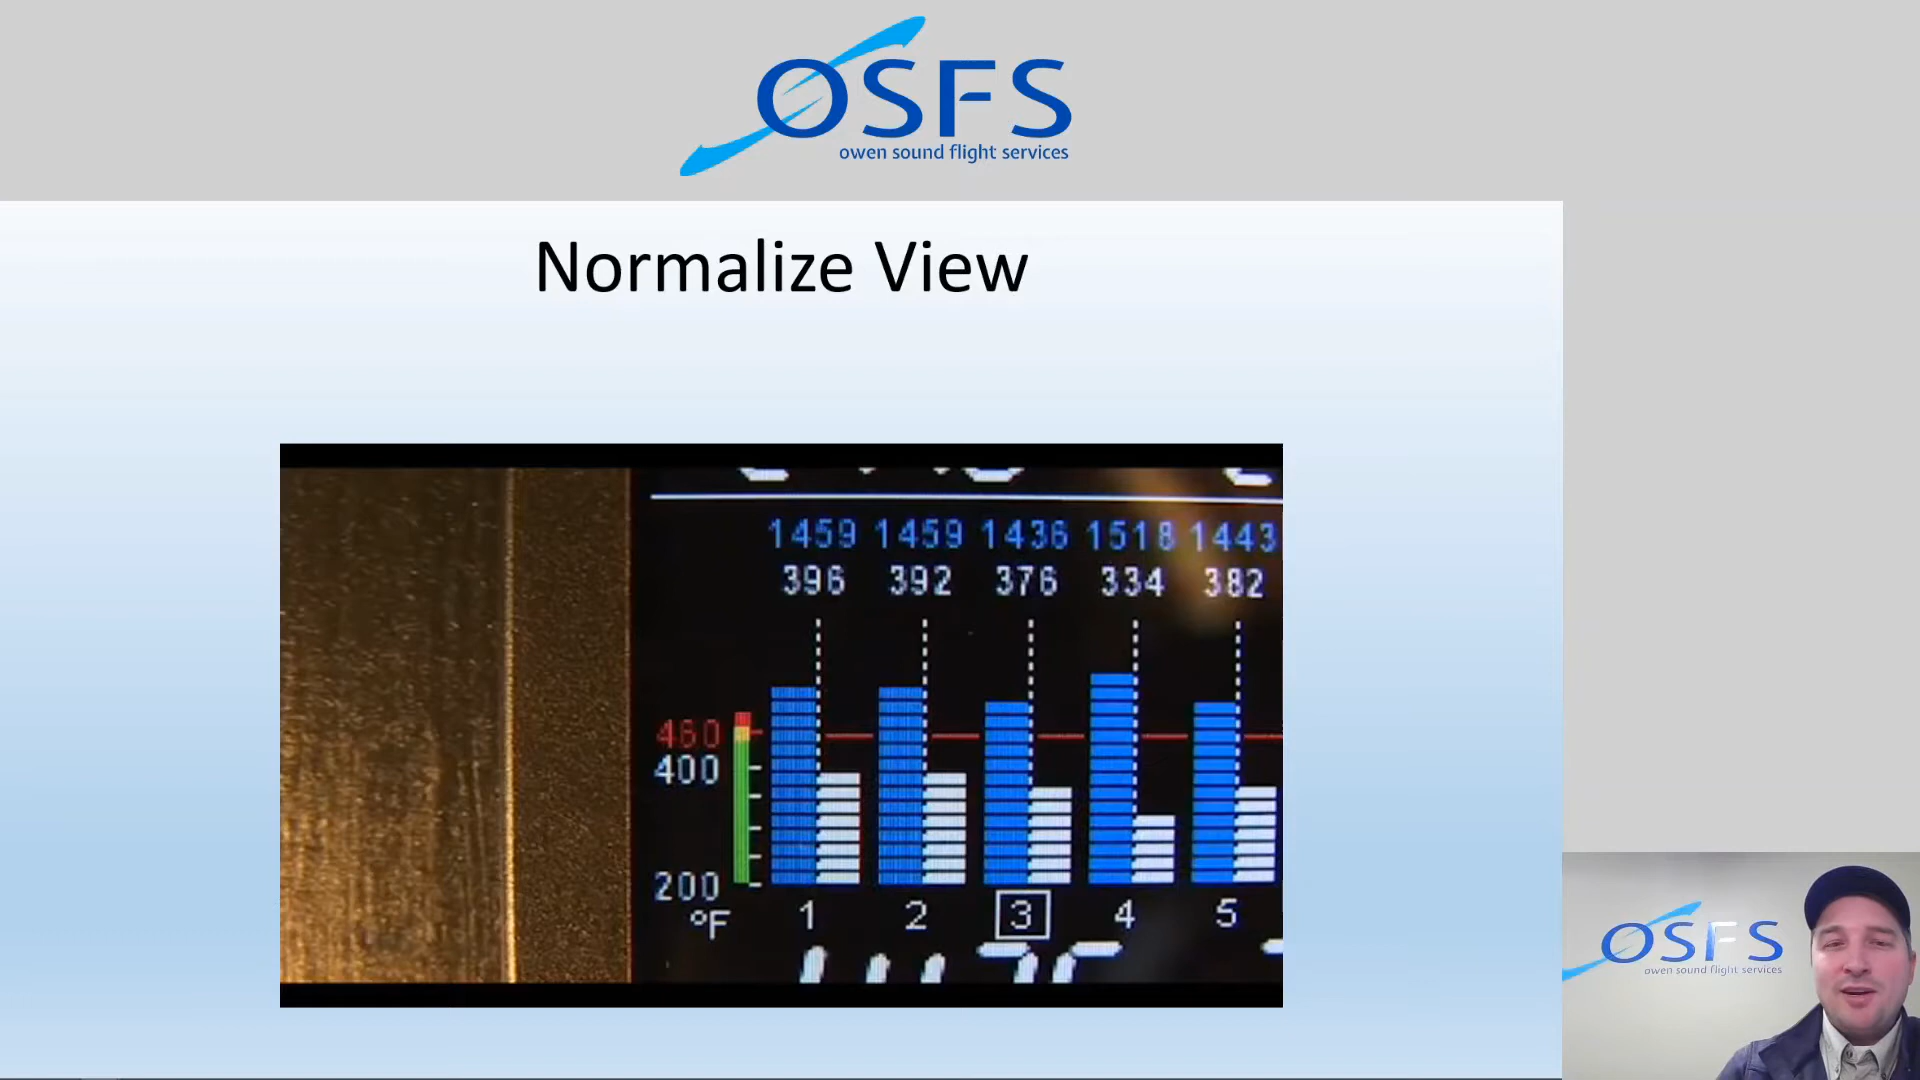 OSFS
owen sound flight services
Normalize View
1459 1459 1436 1518 1443
396 392 376 334 382
460
400
200
°F 1 2 3 4 5
OSFS
owen sound flight services